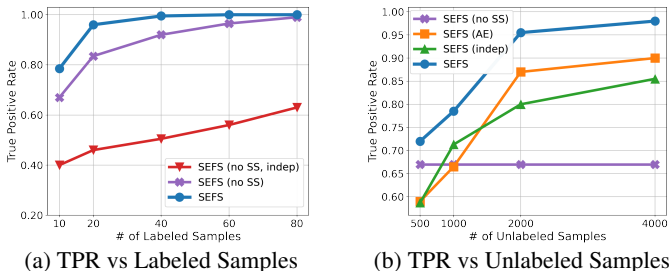 1.00
0.80
0.60
0.40
0.20
True Positive Rate
10 20 40 60 80
# of Labeled Samples
SEFS (no SS, indep)
SEFS (no SS)
SEFS
(a) TPR vs Labeled Samples
1.00
0.95
0.90
0.85
0.80
0.75
0.70
0.65
0.60
True Positive Rate
500 1000 2000 4000
# of Unlabeled Samples
SEFS (no SS)
SEFS (AE)
SEFS (indep)
SEFS
(b) TPR vs Unlabeled Samples